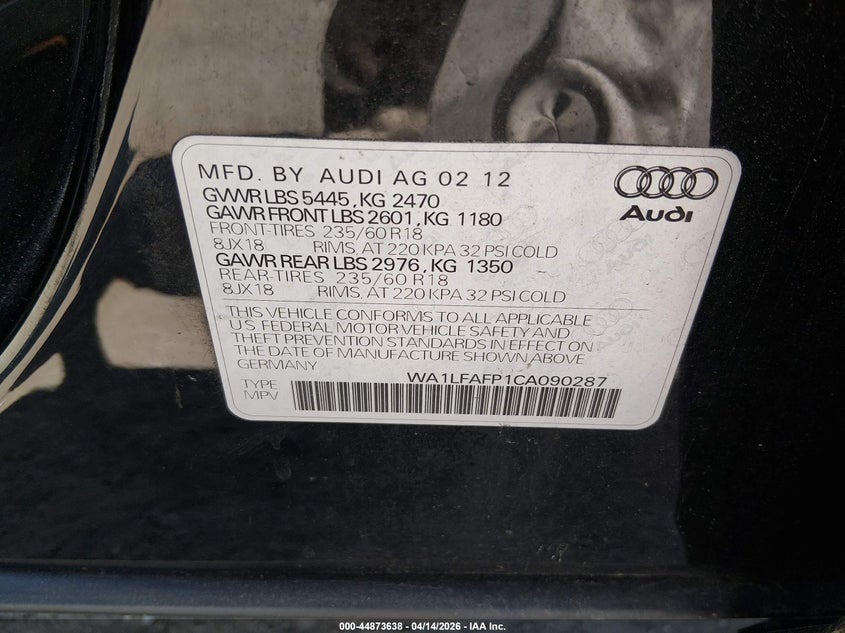 MFD. BY AUDI AG 02 12
GVWR LBS 5445, KG 2470
GAWR FRONT LBS 2601, KG 1180
FRONT-TIRES 235/60 R18
8JX18 RIMS, AT 220 KPA 32 PSI COLD
GAWR REAR LBS 2976, KG 1350
REAR-TIRES 235/60 R18
8JX18 RIMS, AT 220 KPA 32 PSI COLD
THIS VEHICLE CONFORMS TO ALL APPLICABLE
U.S. FEDERAL MOTOR VEHICLE SAFETY AND
THEFT PREVENTION STANDARDS IN EFFECT ON
THE DATE OF MANUFACTURE SHOWN ABOVE
GERMANY
WA1LFAFP1CA090287
TYPE
MPV
Audi
000-44873638 - 04/14/2026 - IAA Inc.